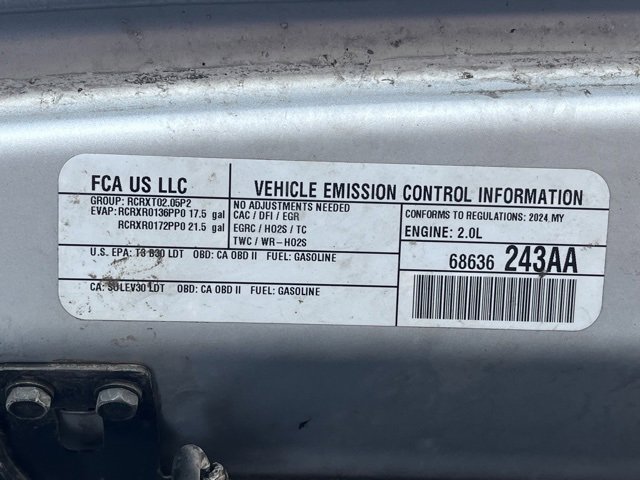 FCA US LLC
VEHICLE EMISSION CONTROL INFORMATION
GROUP: RCRXT02.05P2
EVAP: RCRXR0136PP0 17.5 gal
RCRXR0172PP0 21.5 gal
NO ADJUSTMENTS NEEDED
CAC / DFI / EGR
EGRC / HO2S / TC
TWC / WR-HO2S
CONFORMS TO REGULATIONS: 2024 MY
ENGINE: 2.0L
U.S. EPA: T3 B30 LDT OBD: CA OBD II FUEL: GASOLINE
CA: SULEV30 LDT OBD: CA OBD II FUEL: GASOLINE
68636 243AA